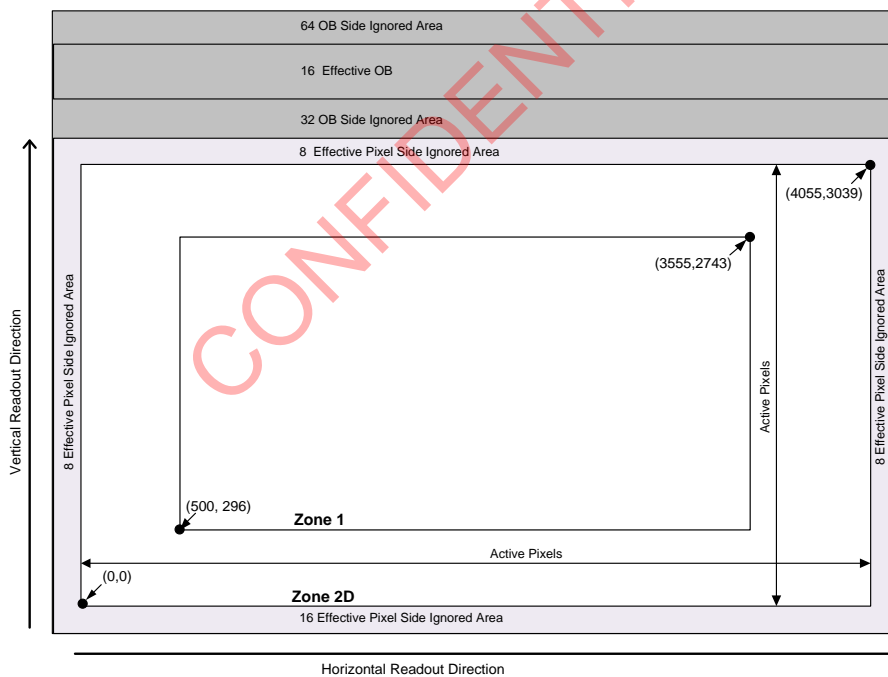 64 OB Side Ignored Area
16 Effective OB
32 OB Side Ignored Area
8 Effective Pixel Side Ignored Area
(4055,3039)
(3555,2743)
CONFIDENTI
Vertical Readout Direction
8 Effective Pixel Side Ignored Area
Active Pixels
8 Effective Pixel Side Ignored Area
(500, 296)
Zone 1
Active Pixels
(0,0)
Zone 2D
16 Effective Pixel Side Ignored Area
Horizontal Readout Direction